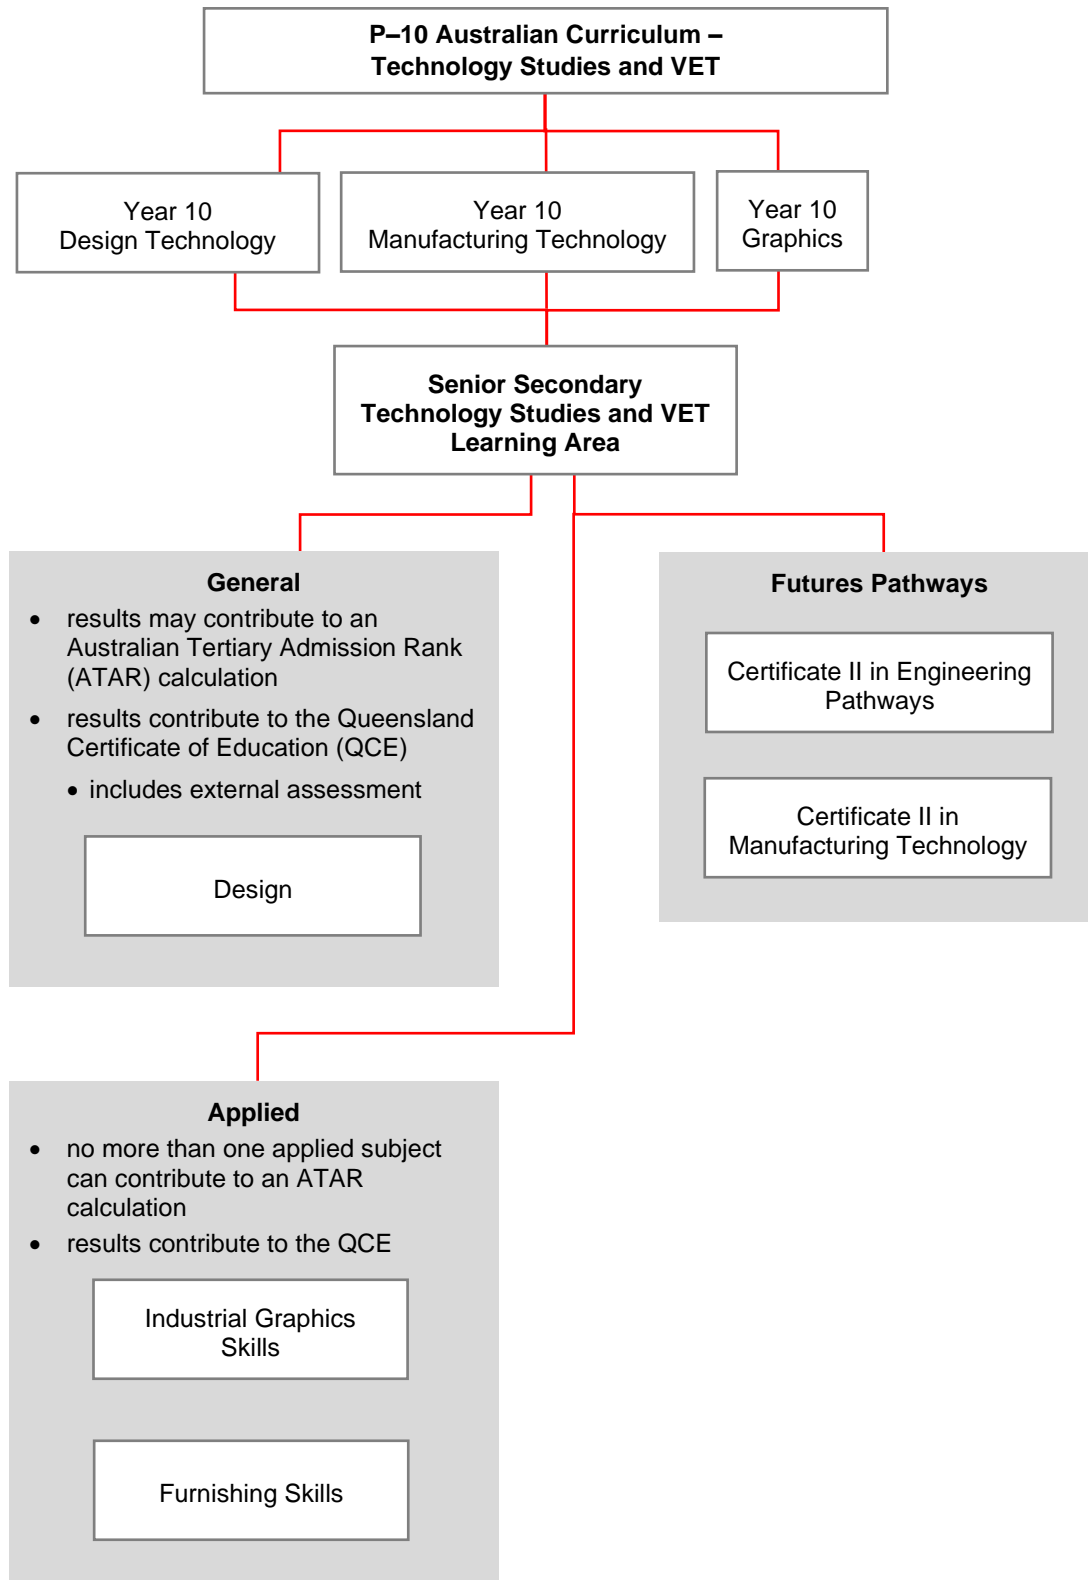 P–10 Australian Curriculum –
Technology Studies and VET
Year 10
Design Technology
Year 10
Manufacturing Technology
Year 10
Graphics
Senior Secondary
Technology Studies and VET
Learning Area
General
• results may contribute to an
Australian Tertiary Admission Rank
(ATAR) calculation
• results contribute to the Queensland
Certificate of Education (QCE)
• includes external assessment
Design
Futures Pathways
Certificate II in Engineering
Pathways
Certificate II in
Manufacturing Technology
Applied
• no more than one applied subject
can contribute to an ATAR
calculation
• results contribute to the QCE
Industrial Graphics
Skills
Furnishing Skills